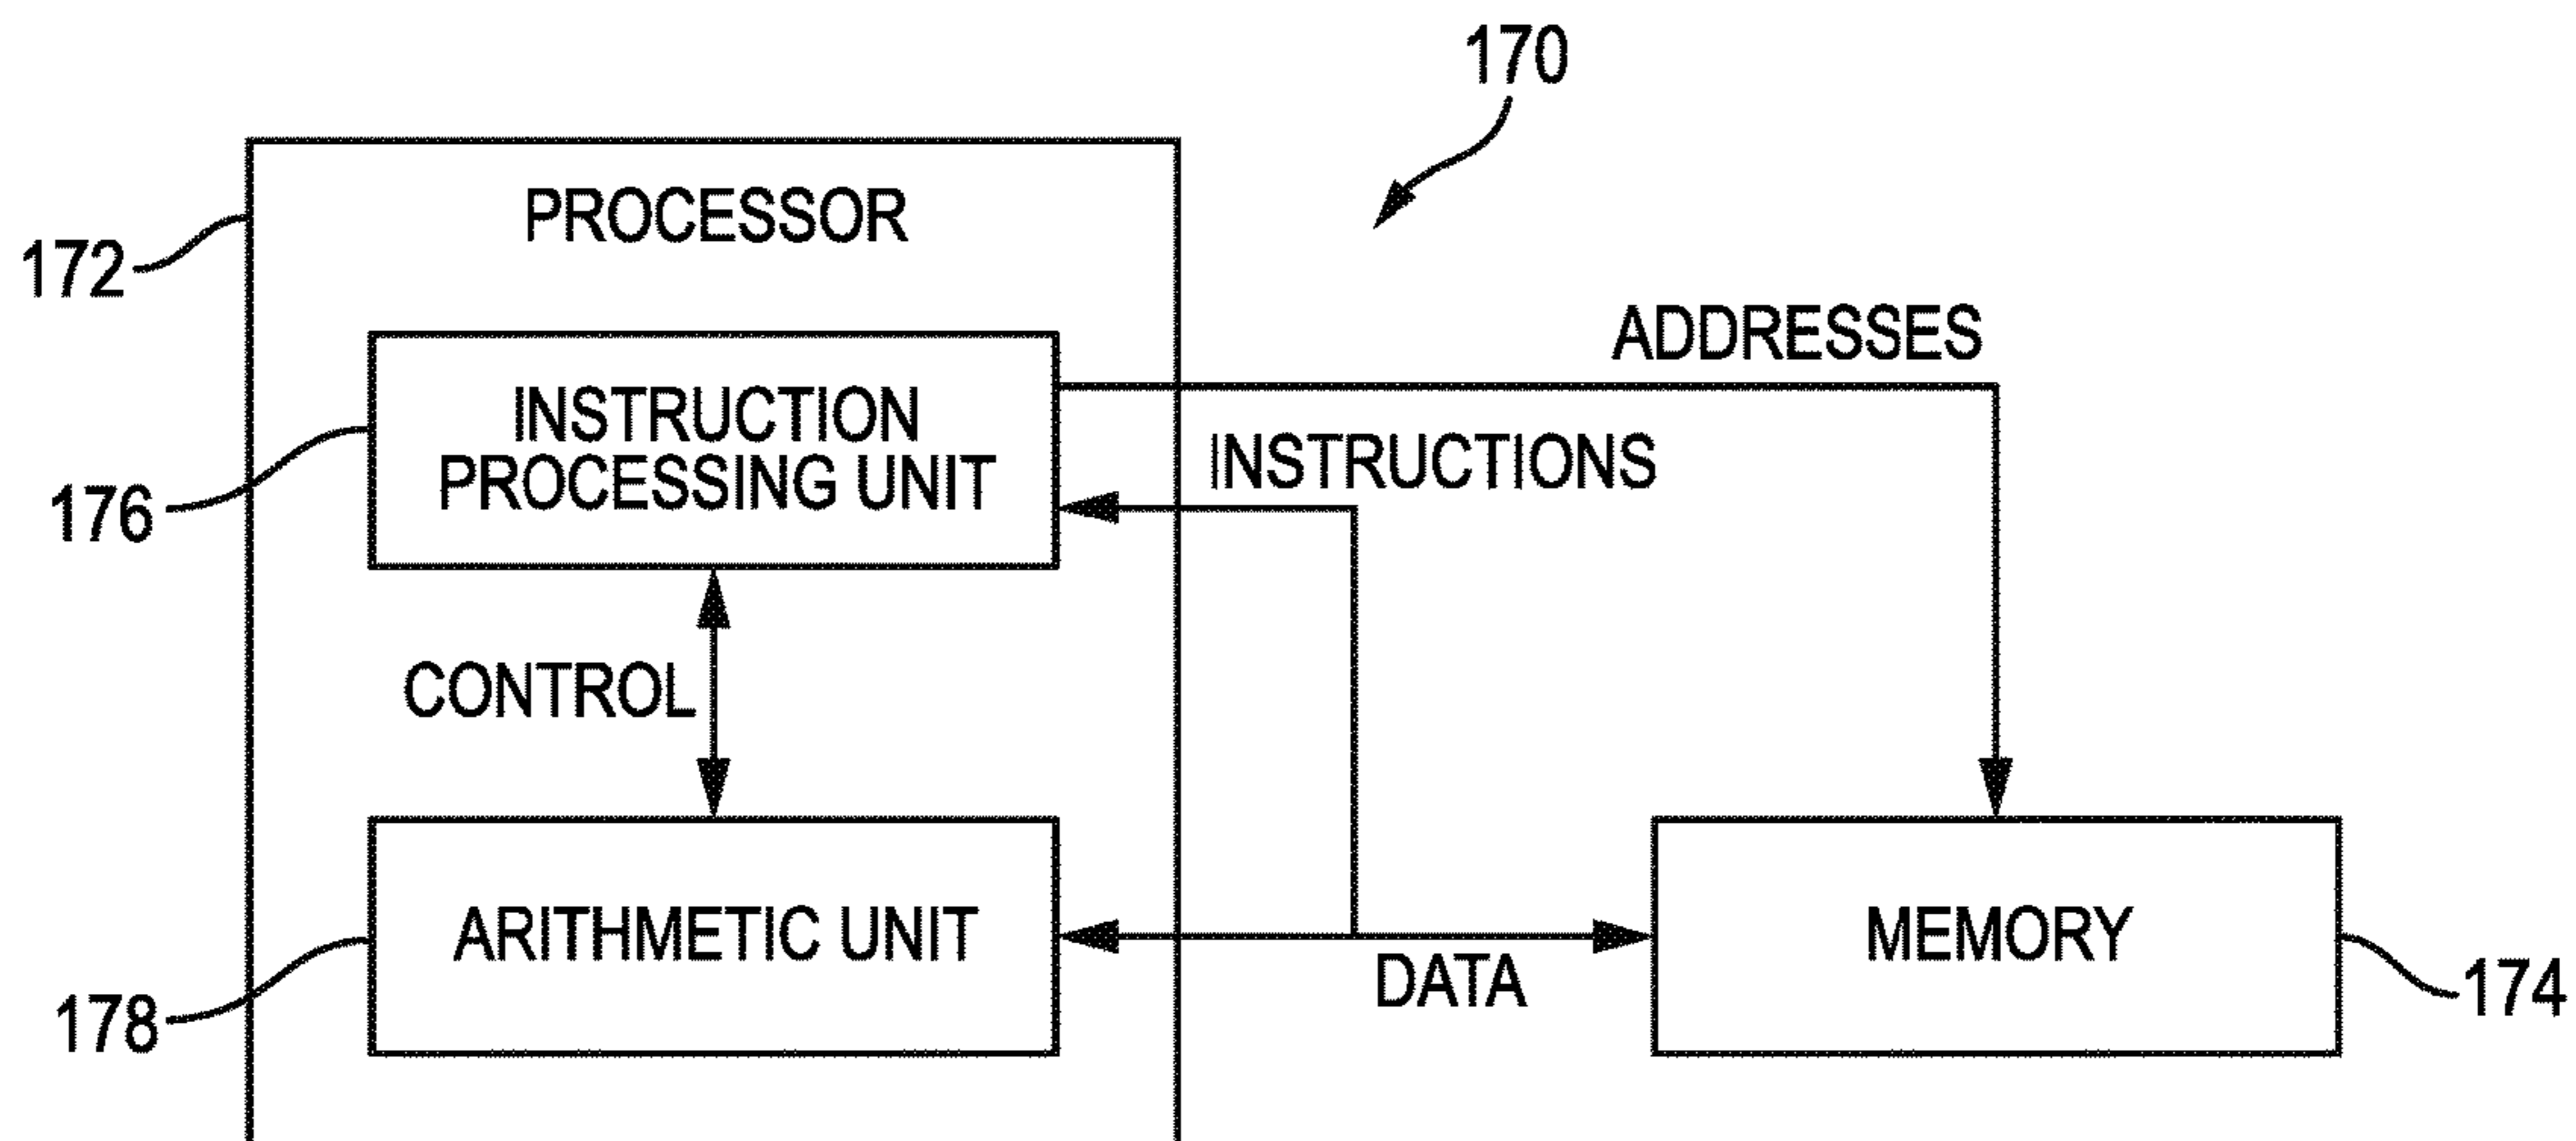 170
PROCESSOR
172
ADDRESSES
INSTRUCTION
PROCESSING UNIT
INSTRUCTIONS
176
CONTROL
ARITHMETIC UNIT
MEMORY
DATA
178
174